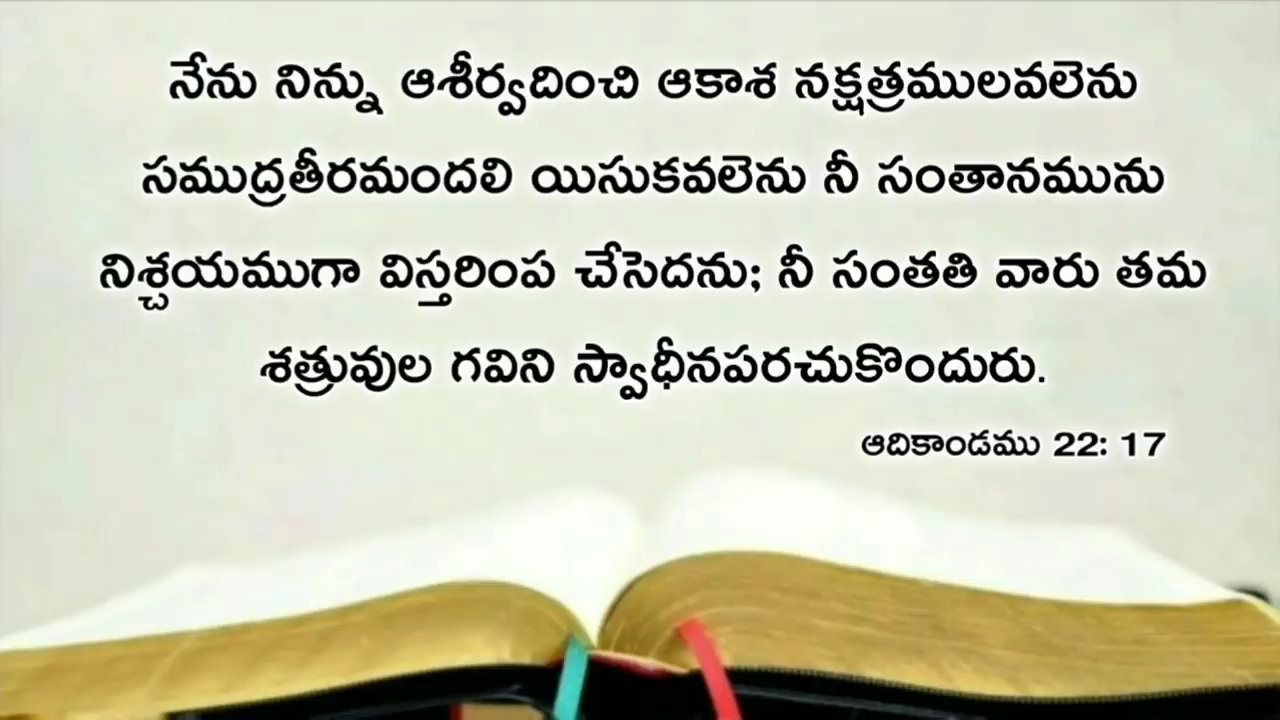 నేను నిన్ను ఆశీర్వదించి ఆకాశ నక్షత్రములవలెను
సముద్రతీరమందలి యిసుకవలెను నీ సంతానమును
నిశ్చయముగా విస్తరింప చేసెదను; నీ సంతతి వారు తమ
శత్రువుల గవిని స్వాధీనపరచుకొందురు.
ఆదికాండము 22: 17